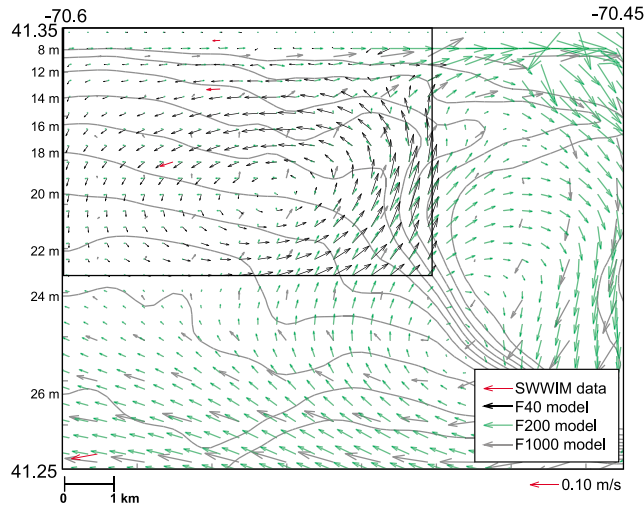 -70.6
-70.45
41.35
8 m
12 m
14 m
16 m
18 m
20 m
22 m
24 m
26 m
41.25
SWWIM data
F40 model
F200 model
F1000 model
0.10 m/s
0 1 km